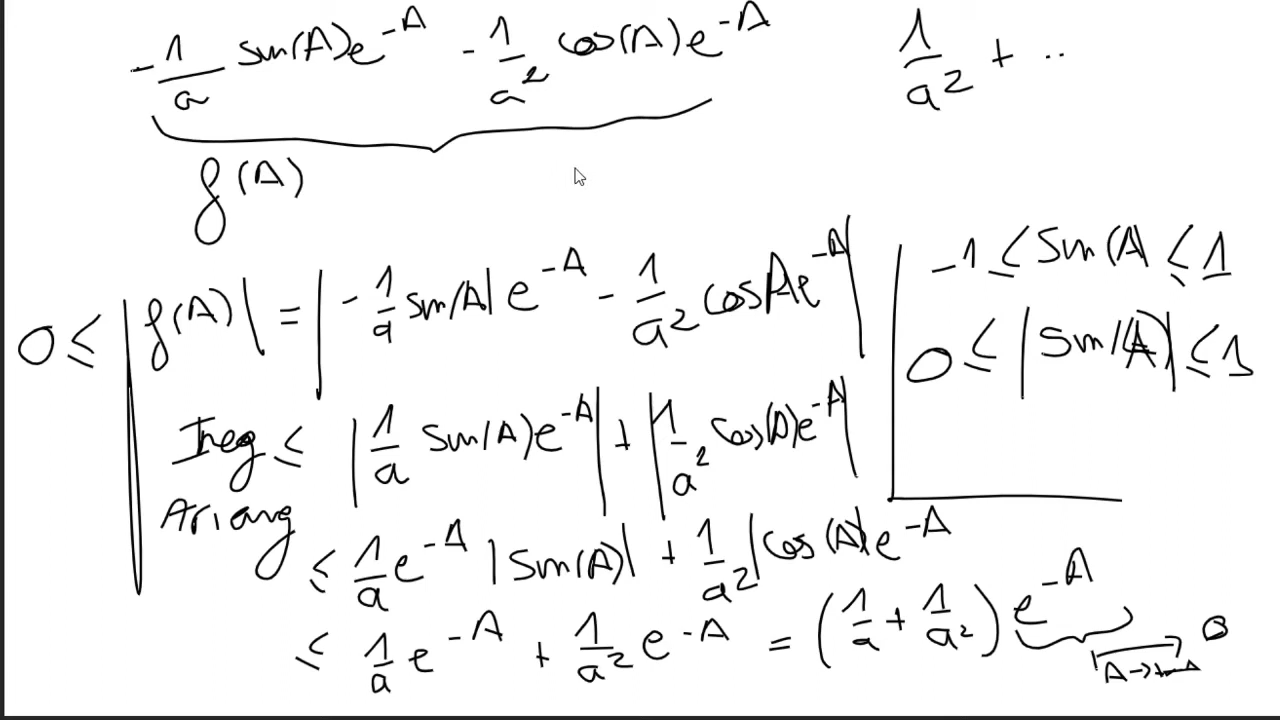 -1/a sin(A)e^{-A} - 1/a² cos(A)e^{-A}
1/a² + ..
f(A)
0 ≤ |f(A)| = |-1/a sin(A) e^{-A} - 1/a² cos A e^{-A}|
Ineg ≤ |1/a sin(A)e^{-A}| + |1/a² cos(A)e^{-A}|
Triang
≤ 1/a e^{-A} |sin(A)| + 1/a² |cos(A)| e^{-A}
≤ 1/a e^{-A} + 1/a² e^{-A} = (1/a + 1/a²) e^{-A} → 0
A→+∞
-1 ≤ sin(A) ≤ 1
0 ≤ |sin(A)| ≤ 1